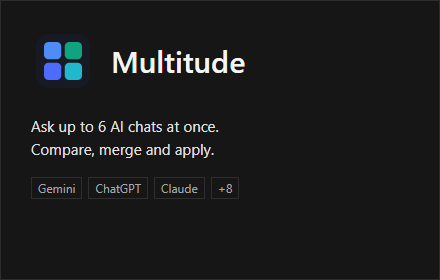 Multitude
Ask up to 6 AI chats at once.
Compare, merge and apply.
Gemini ChatGPT Claude +8